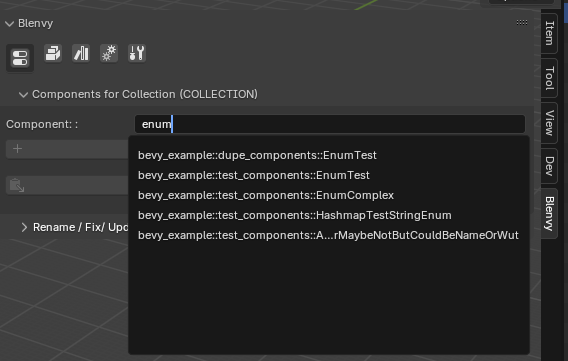 Blenvy
Components for Collection (COLLECTION)
Component: :
enum
bevy_example::dupe_components::EnumTest
bevy_example::test_components::EnumTest
bevy_example::test_components::EnumComplex
bevy_example::test_components::HashmapTestStringEnum
bevy_example::test_components::A...rMaybeNotButCouldBeNameOrWut
Rename / Fix/ Upd
Item
Tool
View
Dev
Blenvy